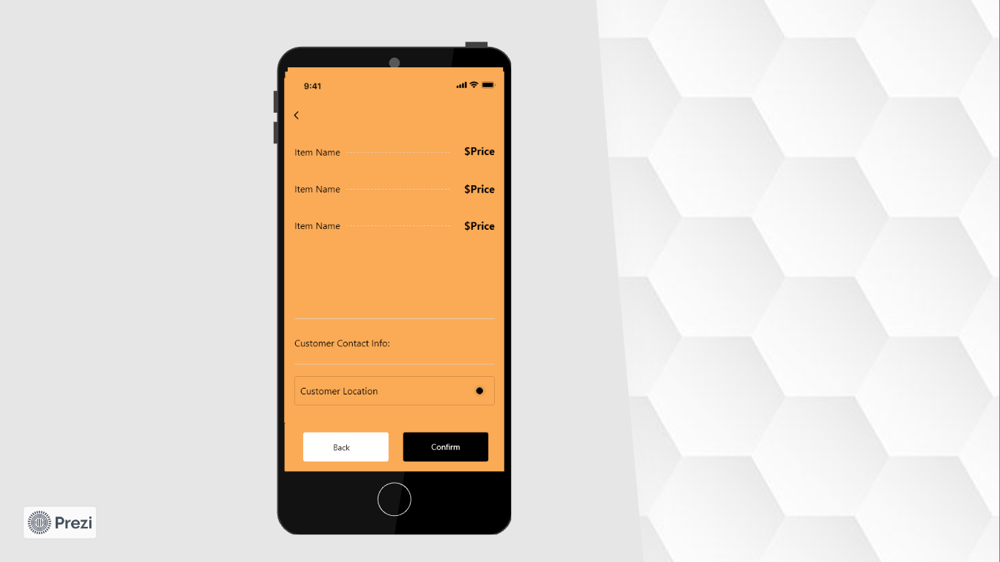 9:41
Item Name $Price
Item Name $Price
Item Name $Price
Customer Contact Info:
Customer Location
Back Confirm
Prezi